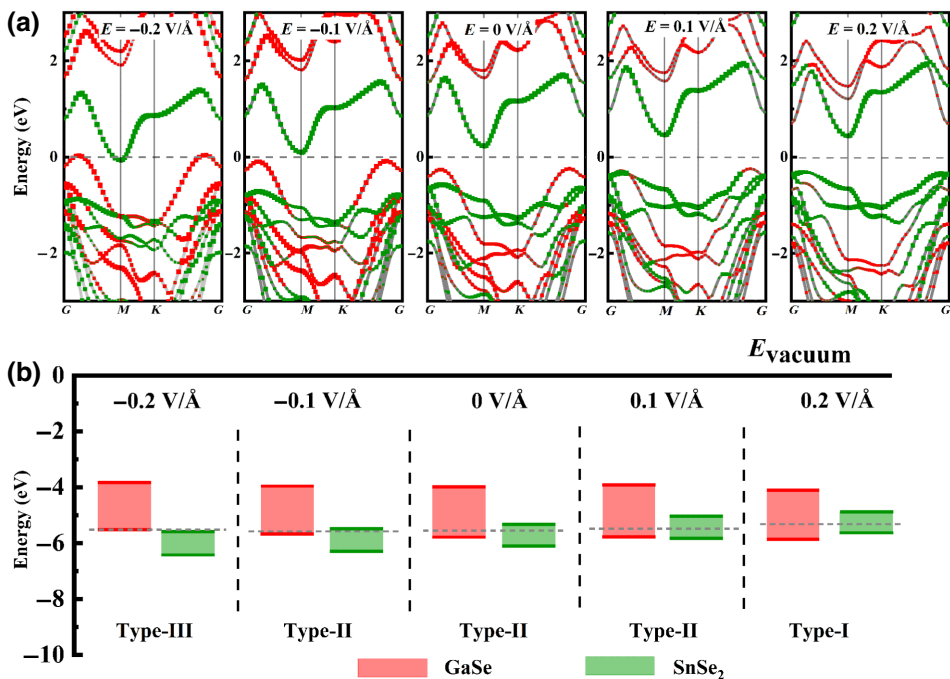 (a)
E = −0.2 V/Å
E = −0.1 V/Å
E = 0 V/Å
E = 0.1 V/Å
E = 0.2 V/Å
Energy (eV)
2
0
−2
G M K G
G M K G
G M K G
G M K G
G M K G
(b)
Evacuum
0
−2
−4
−6
−8
−10
Energy (eV)
−0.2 V/Å
−0.1 V/Å
0 V/Å
0.1 V/Å
0.2 V/Å
Type-III
Type-II
Type-II
Type-II
Type-I
GaSe
SnSe₂